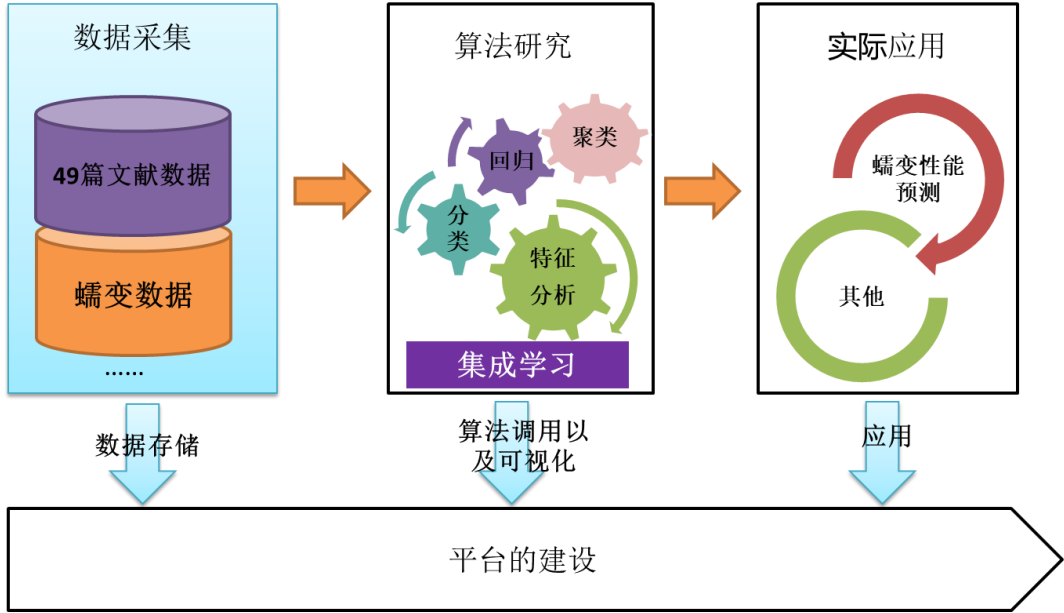 数据采集
49篇文献数据
蠕变数据
……
算法研究
聚类
回归
分
类
特征
分析
集成学习
实际应用
蠕变性能
预测
其他
数据存储
算法调用以
及可视化
应用
平台的建设